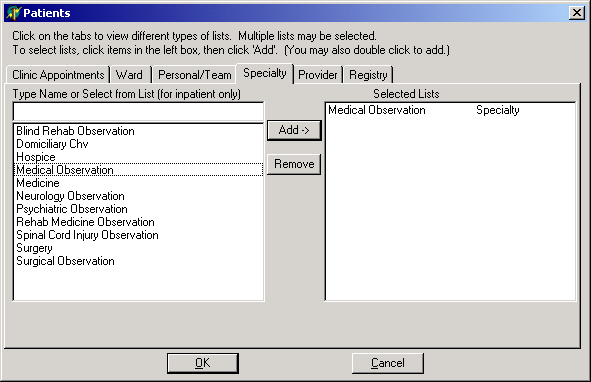 Patients
Click on the tabs to view different types of lists.  Multiple lists may be selected.
To select lists, click items in the left box, then click 'Add'.  (You may also double click to add.)
Clinic Appointments Ward Personal/Team Specialty Provider Registry
Type Name or Select from List (for inpatient only) Selected Lists
Medical Observation Specialty
Add ->
Blind Rehab Observation
Domiciliary Chv
Hospice
Remove
Medical Observation
Medicine
Neurology Observation
Psychiatric Observation
Rehab Medicine Observation
Spinal Cord Injury Observation
Surgery
Surgical Observation
OK Cancel